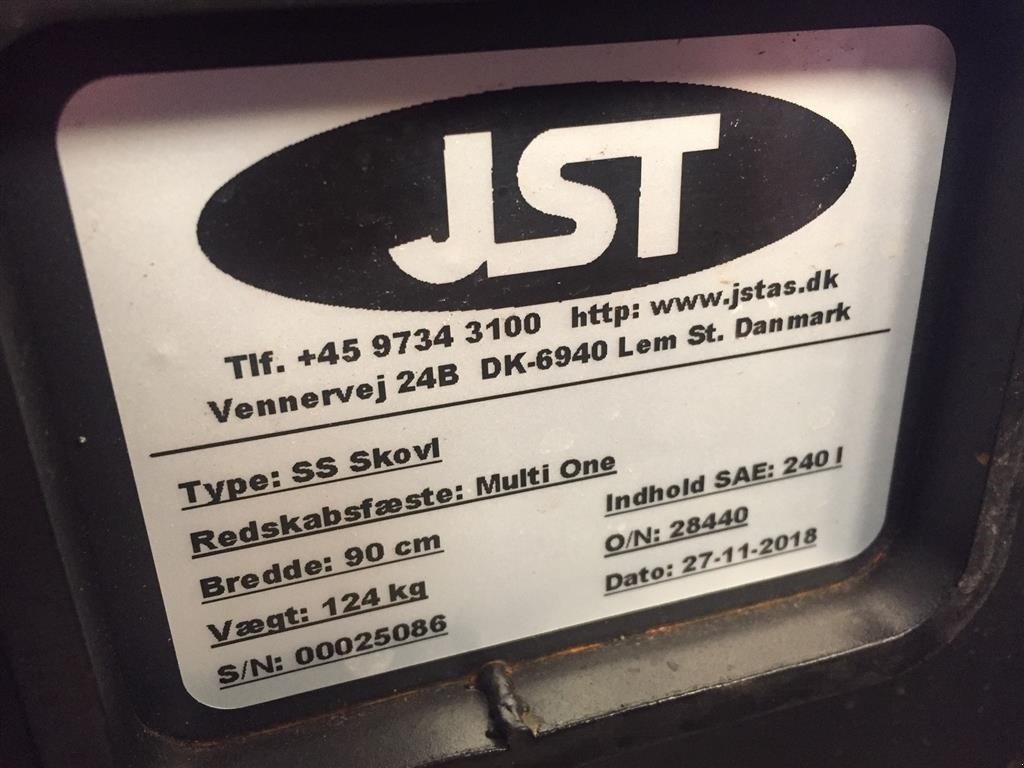 JST
Tlf. +45 9734 3100 http: www.jstas.dk
Vennervej 24B DK-6940 Lem St. Danmark
Type: SS Skovl
Redskabsfæste: Multi One
Bredde: 90 cm
Indhold SAE: 240 l
Vægt: 124 kg
O/N: 28440
S/N: 00025086
Dato: 27-11-2018